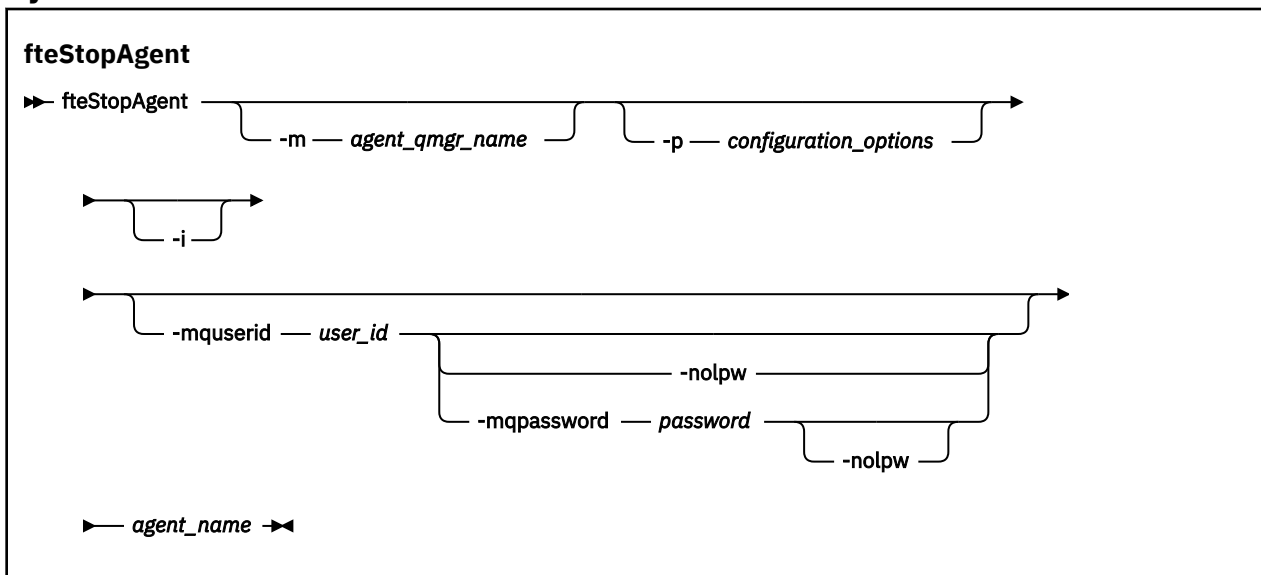 fteStopAgent
fteStopAgent
-m agent_qmgr_name -p configuration_options
-i
-mquserid user_id
-nolpw
-mqpassword password
-nolpw
agent_name